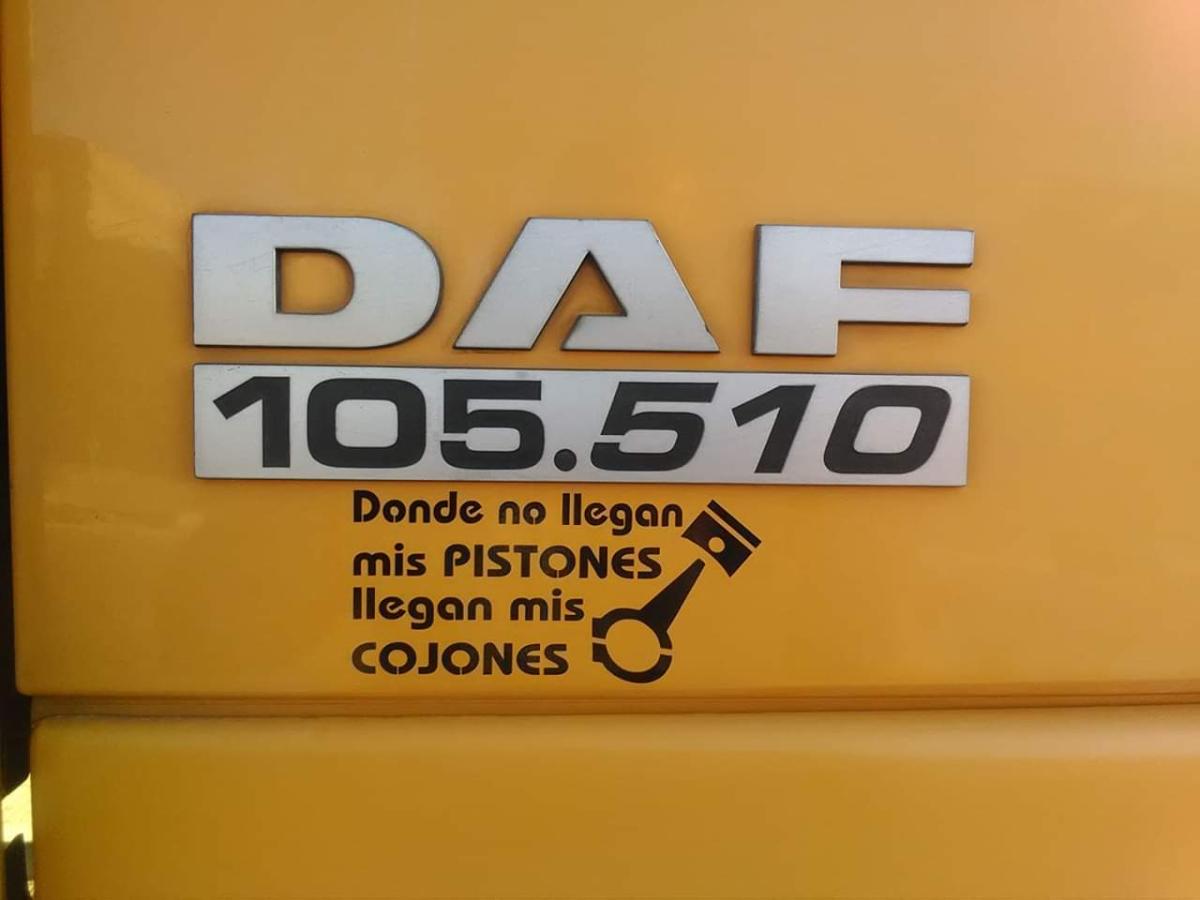 DAF
105.510
Donde no llegan
mis PISTONES
llegan mis
COJONES